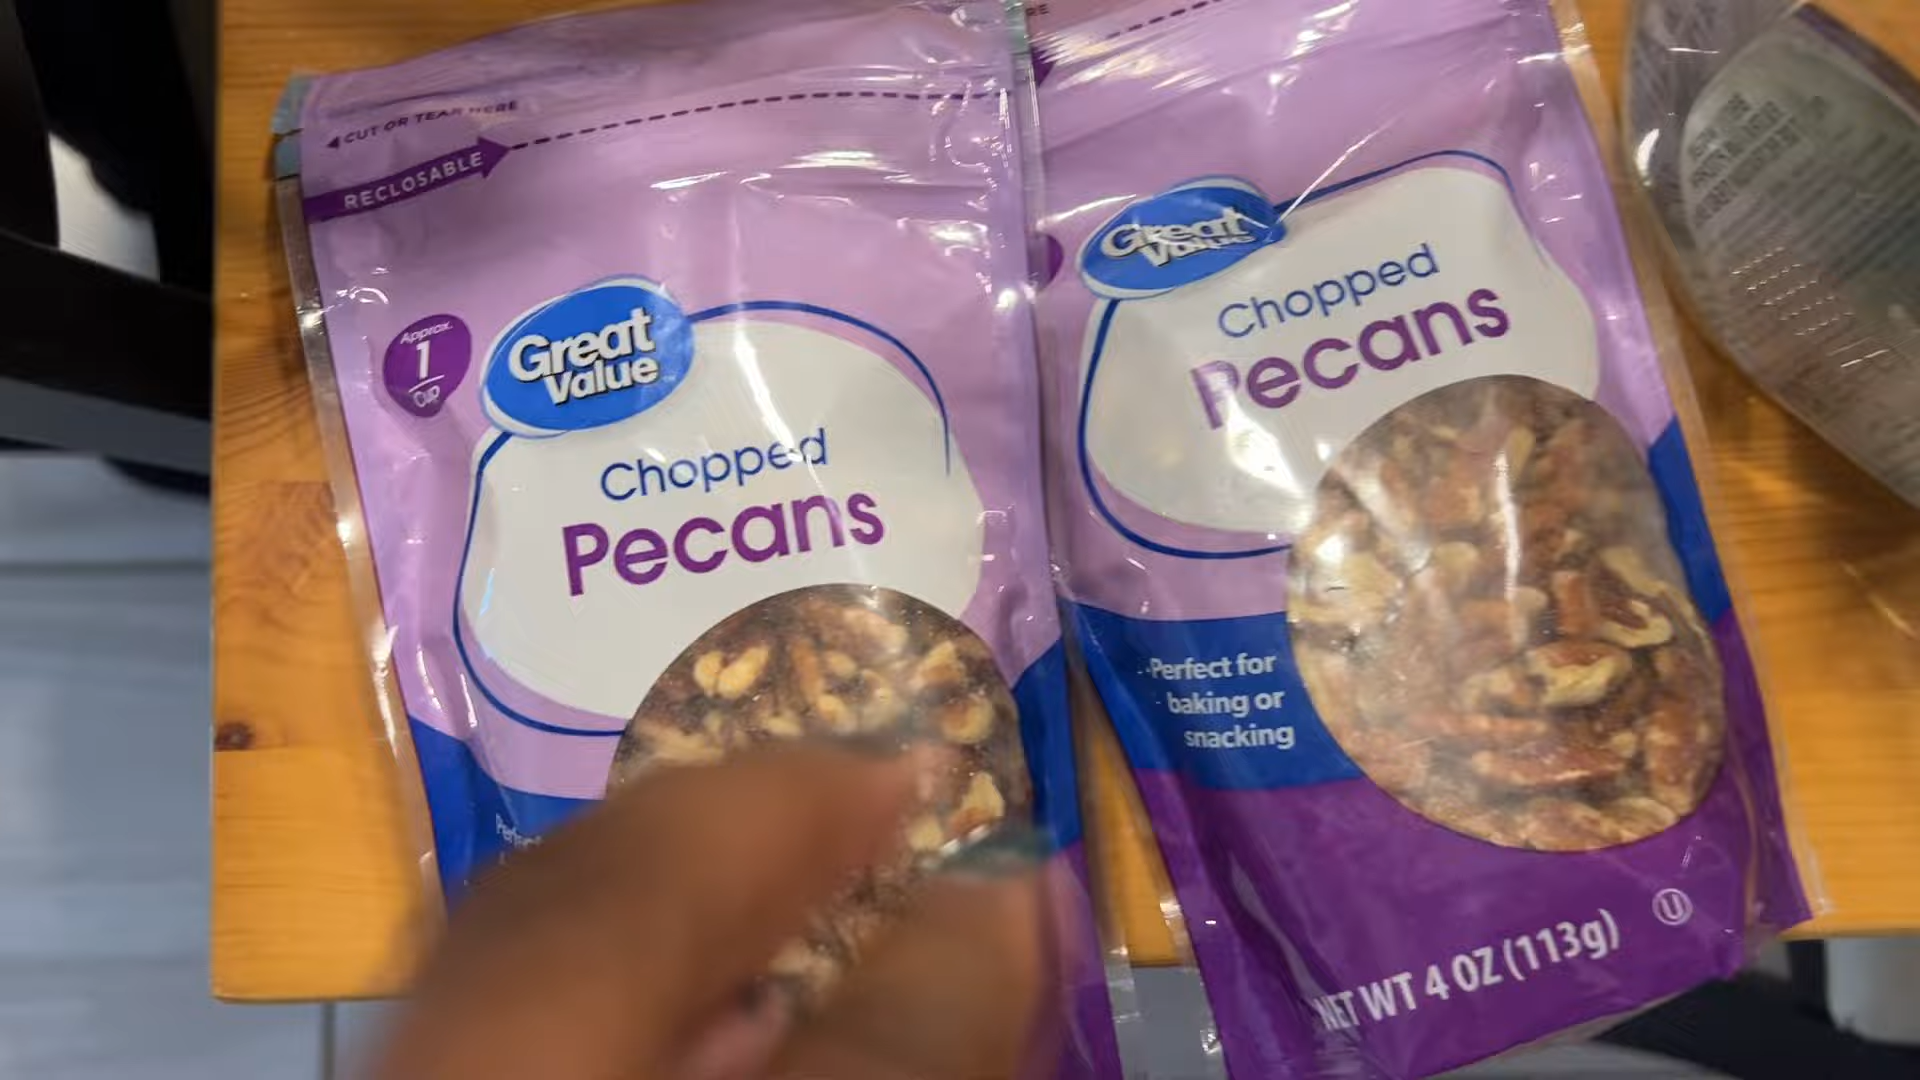 CUT OR TEAR HERE
RECLOSABLE
Approx.
1
Cup
Great
Value
Chopped
Pecans
RE
Great
Value
Chopped
Pecans
Perfect for
baking or
snacking
NET WT 4 OZ (113g)
U